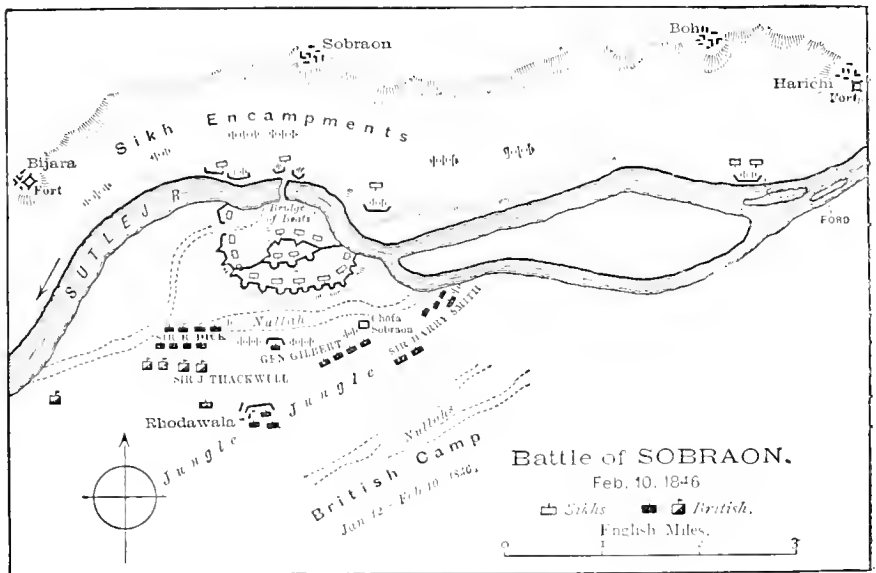 Sobraon
Boh
Harichi
Fort
Sikh Encampments
Bijara
Fort
SUTLEJ R.
Bridge
of Boats
FORD
Nullah
Chota
Sobraon
SIR R. DICK
GEN GILBERT
SIR HARRY SMITH
SIR J THACKWELL
Jungle Jungle
Rhodawala
Nullahs
British Camp
Jan. 12 - Feb. 10. 1846.
Battle of SOBRAON.
Feb. 10. 1846
Sikhs British.
English Miles.
0 1 2 3